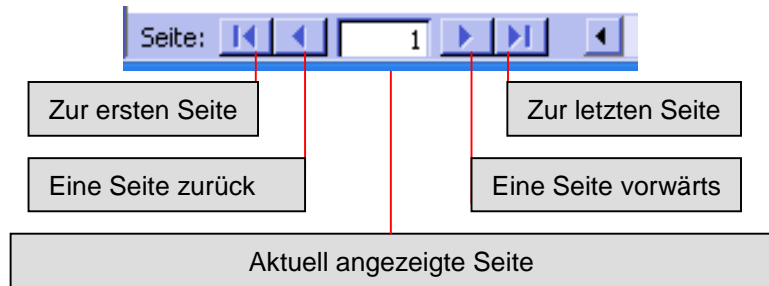 Seite: 1
Zur ersten Seite
Zur letzten Seite
Eine Seite zurück
Eine Seite vorwärts
Aktuell angezeigte Seite